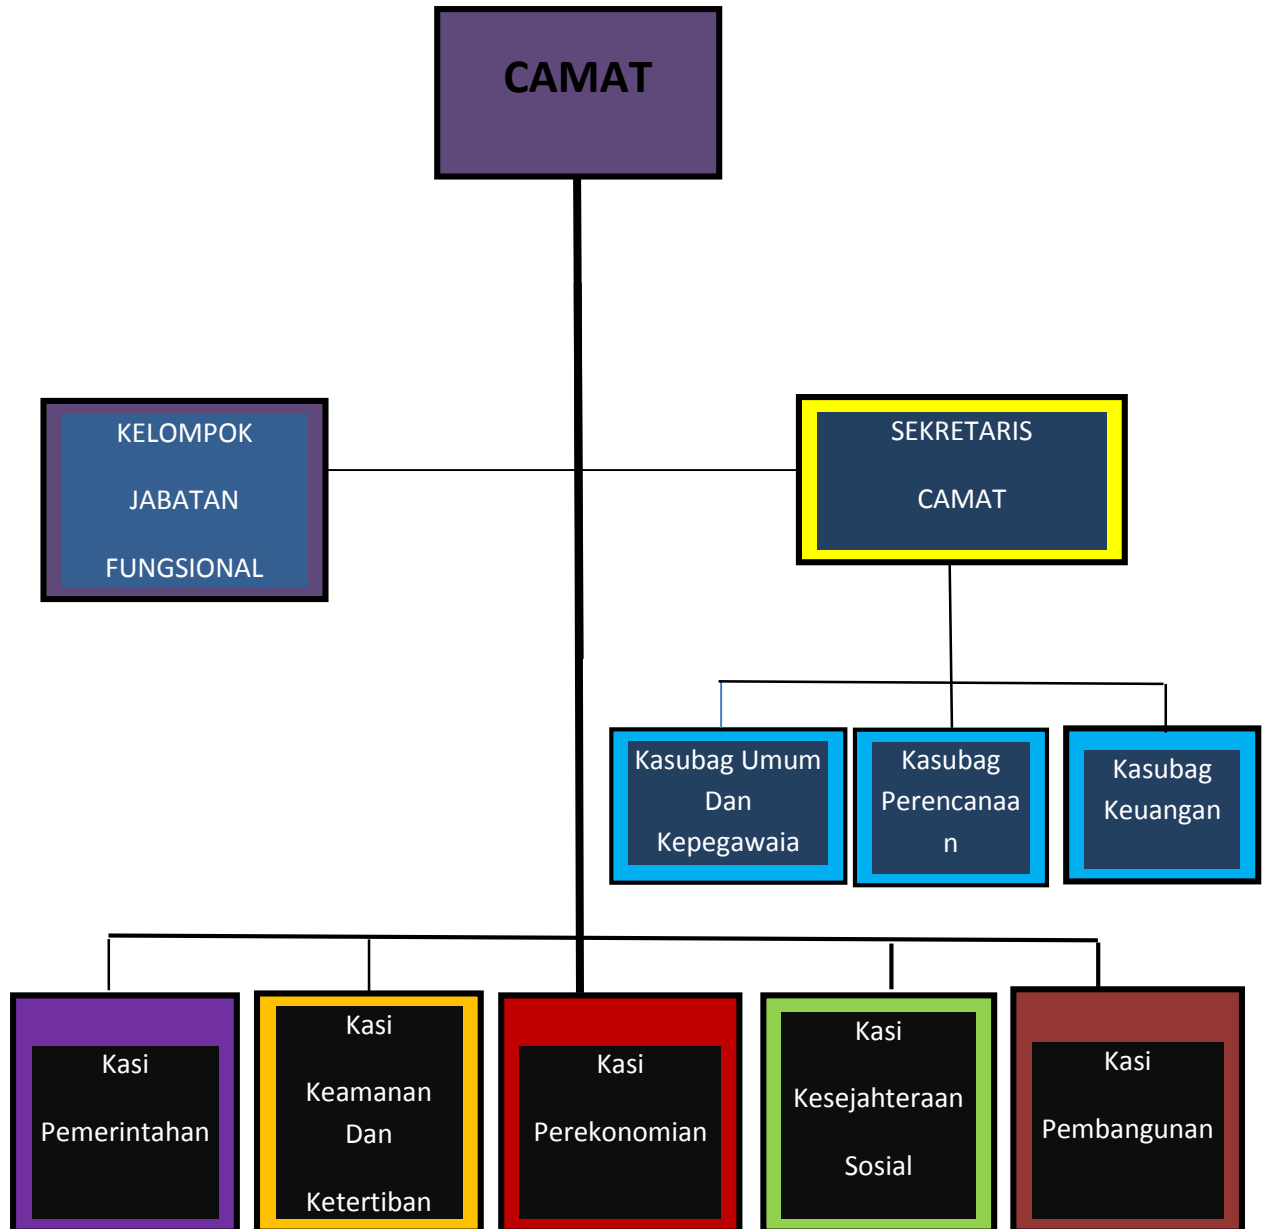 CAMAT
KELOMPOK
JABATAN
FUNGSIONAL
SEKRETARIS
CAMAT
Kasubag Umum
Dan
Kepegawaia
Kasubag
Perencanaa
n
Kasubag
Keuangan
Kasi
Pemerintahan
Kasi
Keamanan
Dan
Ketertiban
Kasi
Perekonomian
Kasi
Kesejahteraan
Sosial
Kasi
Pembangunan